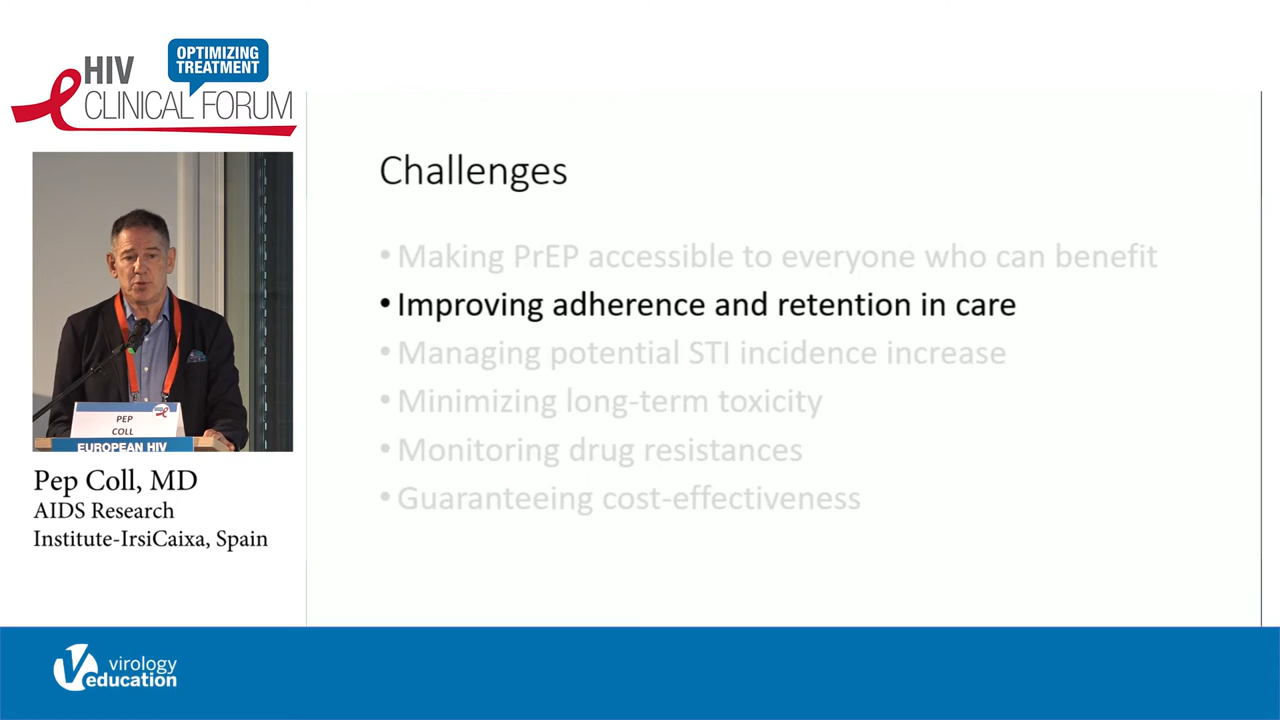 OPTIMIZING
TREATMENT
HIV
CLINICAL FORUM
PEP
COLL
EUROPEAN HIV
Pep Coll, MD
AIDS Research
Institute-IrsiCaixa, Spain
Challenges
• Making PrEP accessible to everyone who can benefit
• Improving adherence and retention in care
• Managing potential STI incidence increase
• Minimizing long-term toxicity
• Monitoring drug resistances
• Guaranteeing cost-effectiveness
virology
education